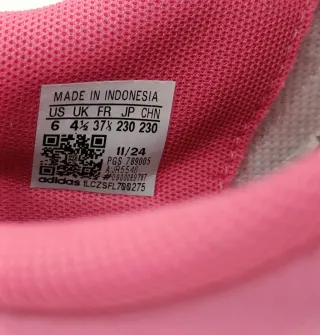 MADE IN INDONESIA
US UK FR JP CHN
6 4½ 37⅓ 230 230
11/24
PGS 789005
adidas 1LCZSFL700275